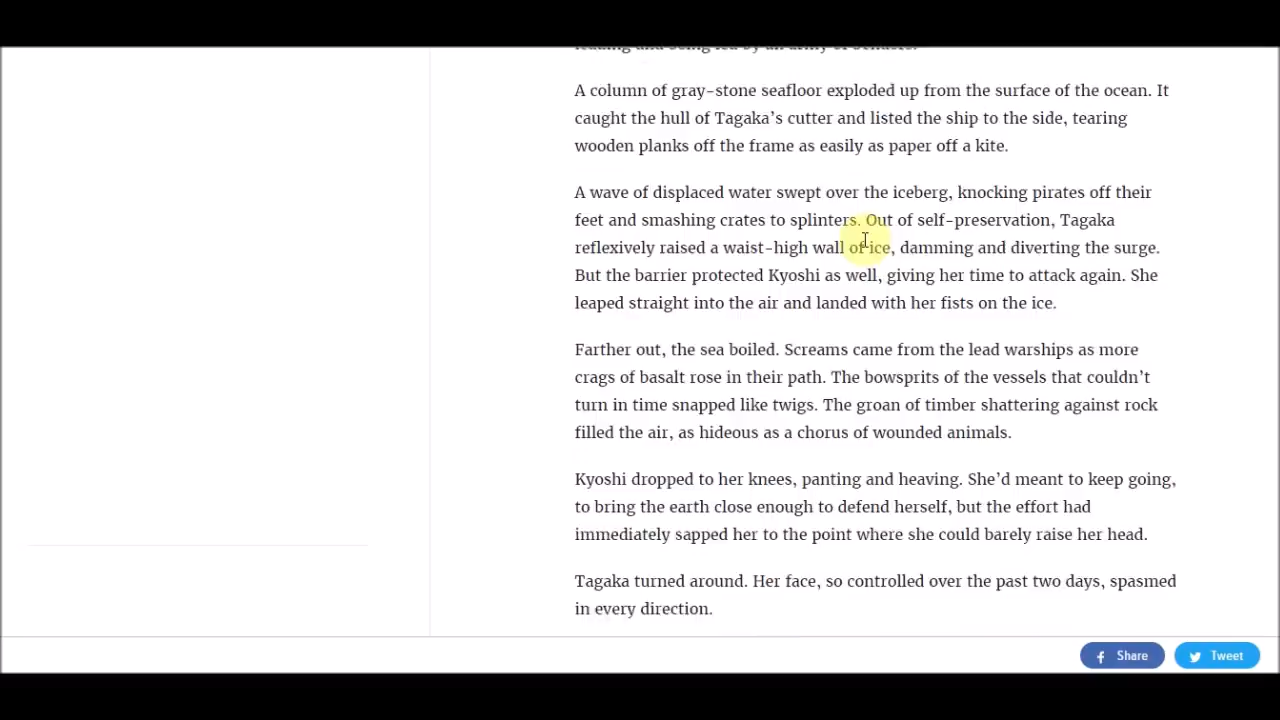 leading and being led by an army of benders.
A column of gray-stone seafloor exploded up from the surface of the ocean. It
caught the hull of Tagaka’s cutter and listed the ship to the side, tearing
wooden planks off the frame as easily as paper off a kite.
A wave of displaced water swept over the iceberg, knocking pirates off their
feet and smashing crates to splinters. Out of self-preservation, Tagaka
reflexively raised a waist-high wall of ice, damming and diverting the surge.
But the barrier protected Kyoshi as well, giving her time to attack again. She
leaped straight into the air and landed with her fists on the ice.
Farther out, the sea boiled. Screams came from the lead warships as more
crags of basalt rose in their path. The bowsprits of the vessels that couldn’t
turn in time snapped like twigs. The groan of timber shattering against rock
filled the air, as hideous as a chorus of wounded animals.
Kyoshi dropped to her knees, panting and heaving. She’d meant to keep going,
to bring the earth close enough to defend herself, but the effort had
immediately sapped her to the point where she could barely raise her head.
Tagaka turned around. Her face, so controlled over the past two days, spasmed
in every direction.
Share
Tweet